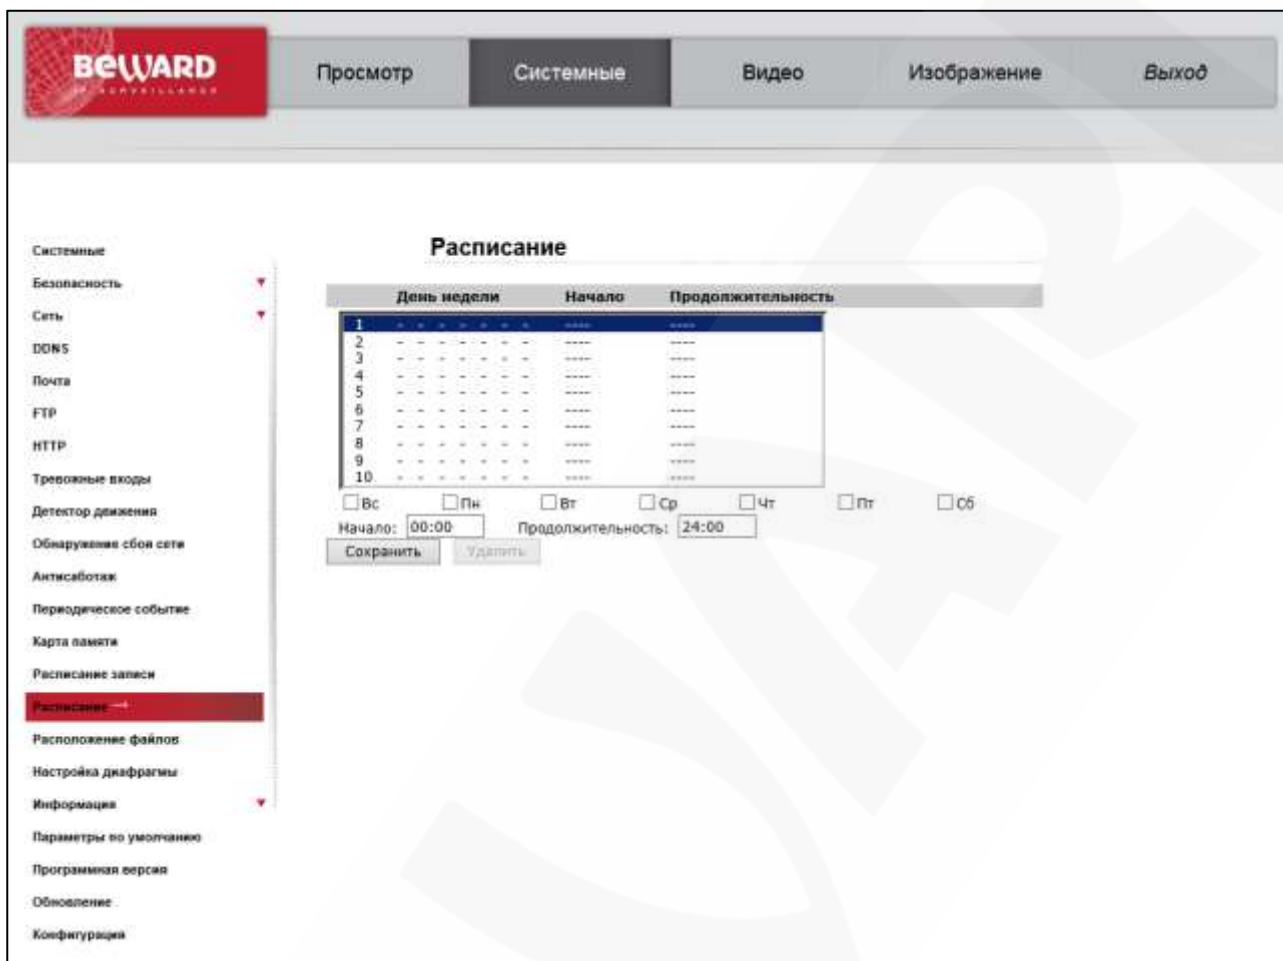 BEWARD
IP SURVEILLANCE
Просмотр Системные Видео Изображение Выход
Расписание
День недели Начало Продолжительность
1 - - - - - - - ---- ----
2 - - - - - - - ---- ----
3 - - - - - - - ---- ----
4 - - - - - - - ---- ----
5 - - - - - - - ---- ----
6 - - - - - - - ---- ----
7 - - - - - - - ---- ----
8 - - - - - - - ---- ----
9 - - - - - - - ---- ----
10 - - - - - - - ---- ----
Вс Пн Вт Ср Чт Пт Сб
Начало: 00:00 Продолжительность: 24:00
Сохранить Удалить
Системные
Безопасность
Сеть
DDNS
Почта
FTP
HTTP
Тревожные входы
Детектор движения
Обнаружения сбоя сети
Антисаботаж
Периодическое событие
Карта памяти
Расписание записи
Расписание
Расположение файлов
Настройка диафрагмы
Информация
Параметры по умолчанию
Программная версия
Обновление
Конфигурация